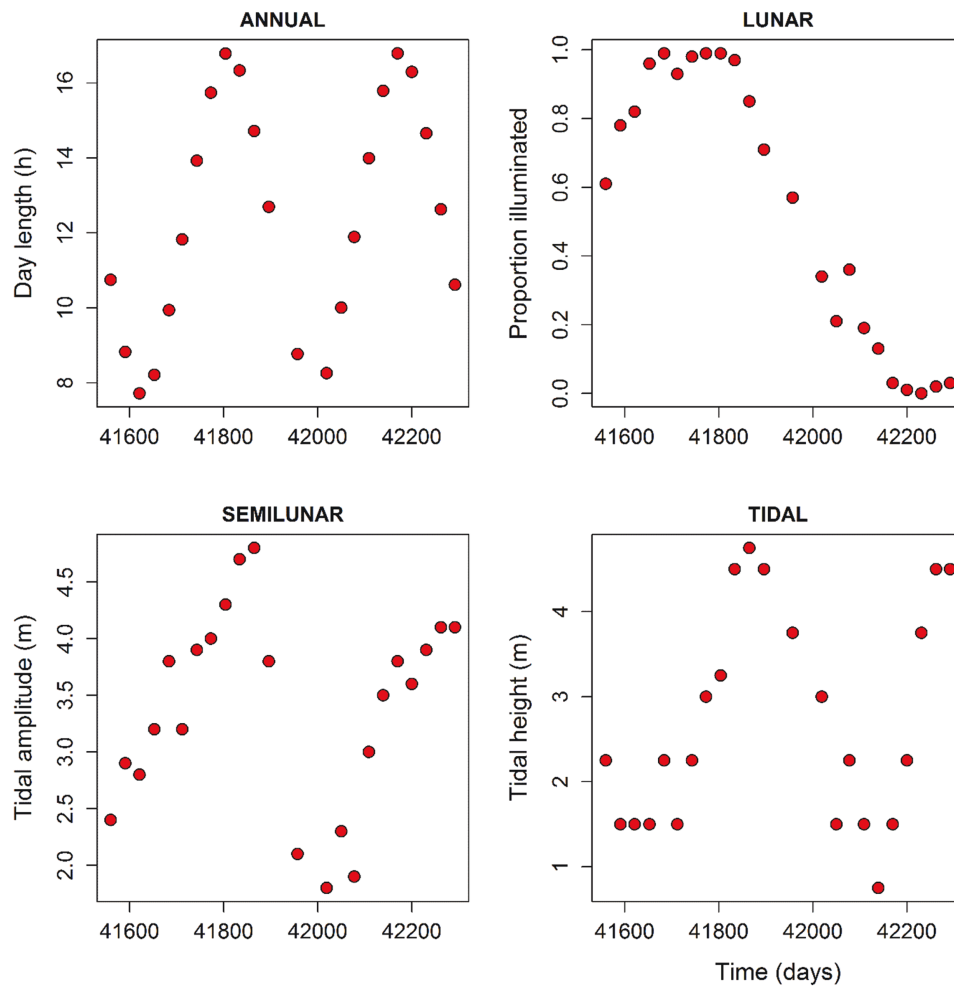 ANNUAL
Day length (h)
16
14
12
10
8
41600 41800 42000 42200
LUNAR
Proportion illuminated
1.0
0.8
0.6
0.4
0.2
0.0
41600 41800 42000 42200
SEMILUNAR
Tidal amplitude (m)
4.5
4.0
3.5
3.0
2.5
2.0
41600 41800 42000 42200
TIDAL
Tidal height (m)
4
3
2
1
41600 41800 42000 42200
Time (days)